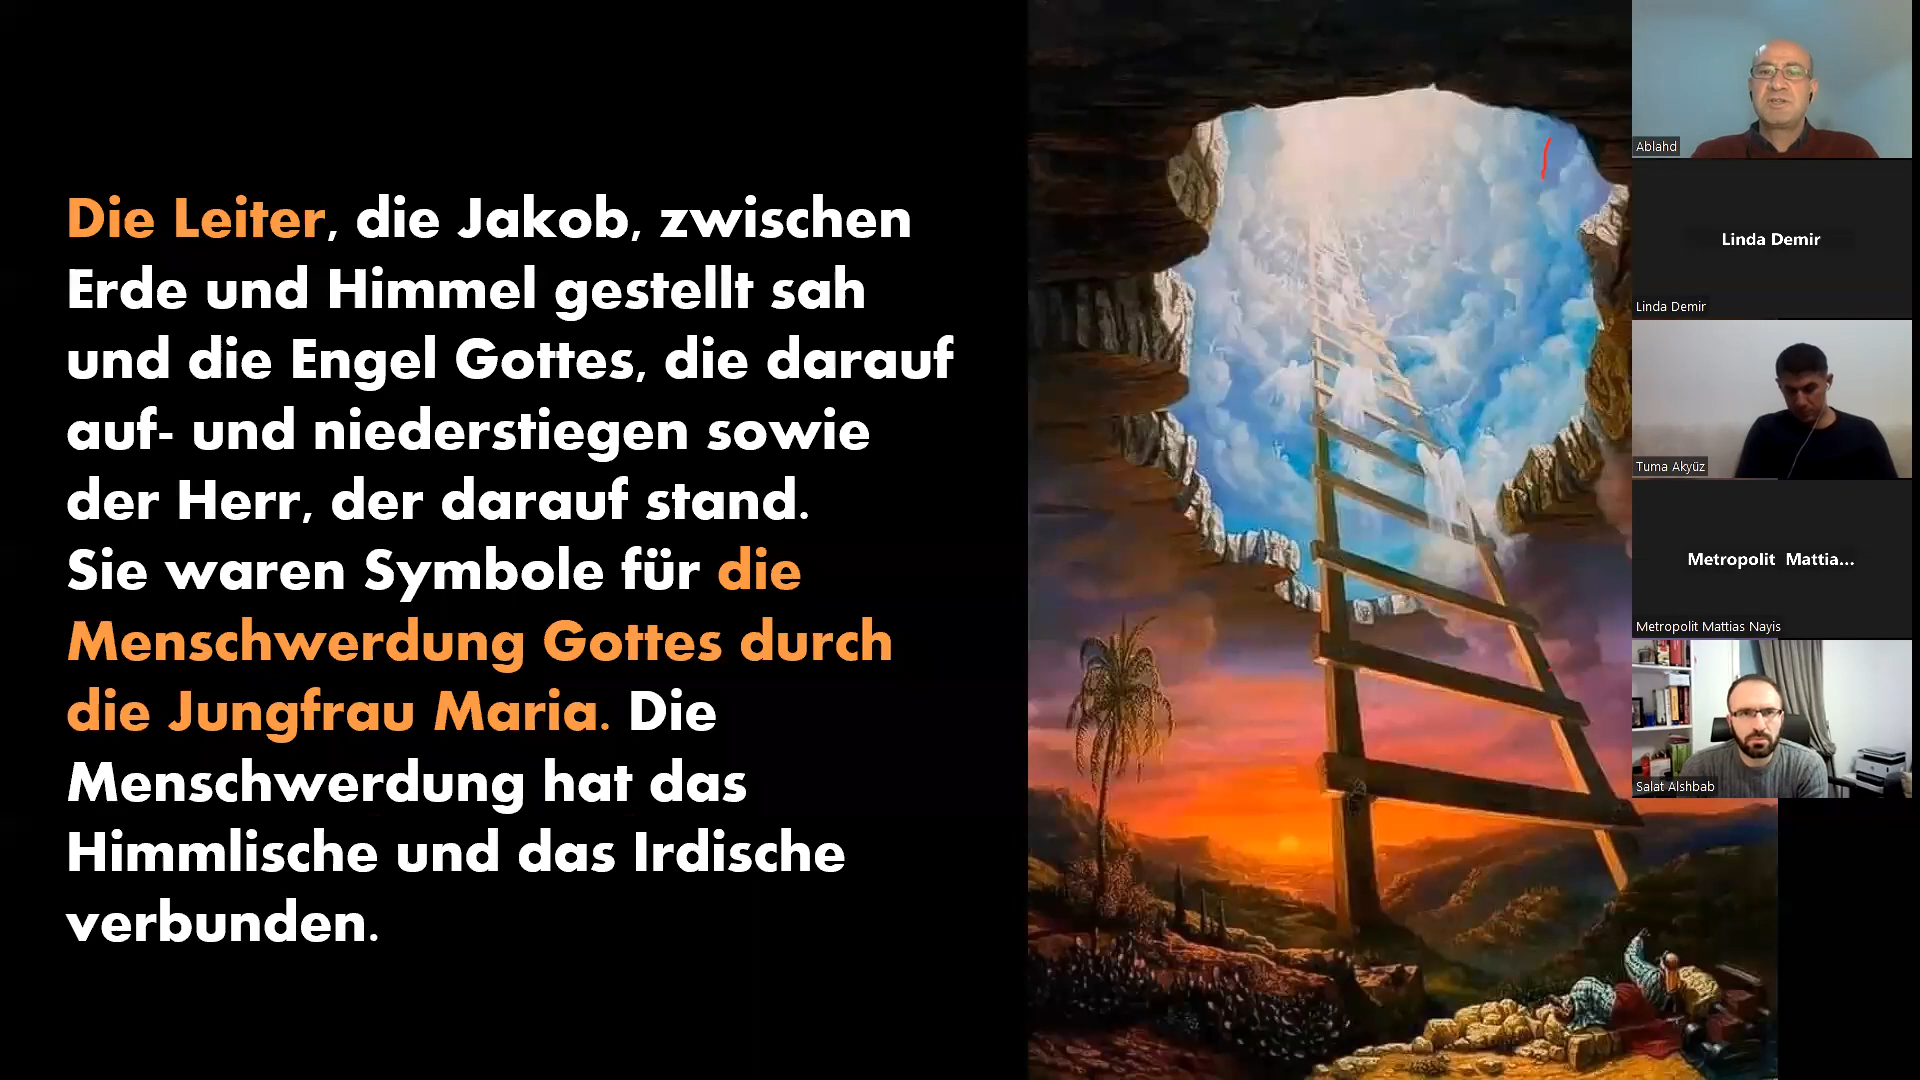 Die Leiter, die Jakob, zwischen
Erde und Himmel gestellt sah
und die Engel Gottes, die darauf
auf- und niederstiegen sowie
der Herr, der darauf stand.
Sie waren Symbole für die
Menschwerdung Gottes durch
die Jungfrau Maria. Die
Menschwerdung hat das
Himmlische und das Irdische
verbunden.
Ablahd
Linda Demir
Linda Demir
Tuma Akyüz
Metropolit Mattia...
Metropolit Mattias Nayis
Salat Alshbab